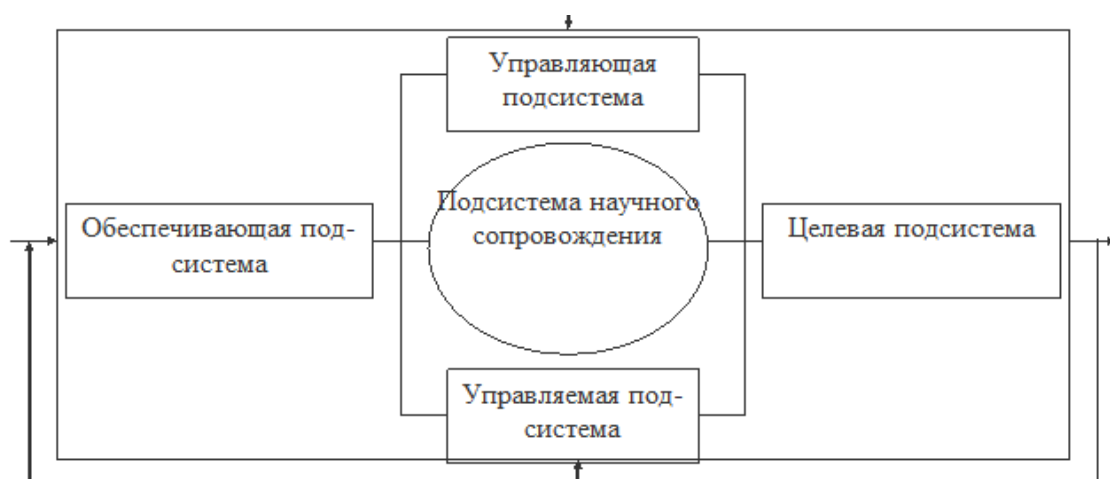 Управляющая
подсистема
Подсистема научного
сопровождения
Обеспечивающая под-
система
Целевая подсистема
Управляемая под-
система